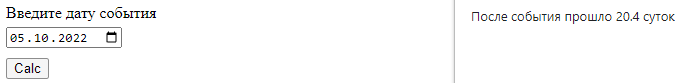 Введите дату события
05.10.2022
Calc
После события прошло 20.4 суток